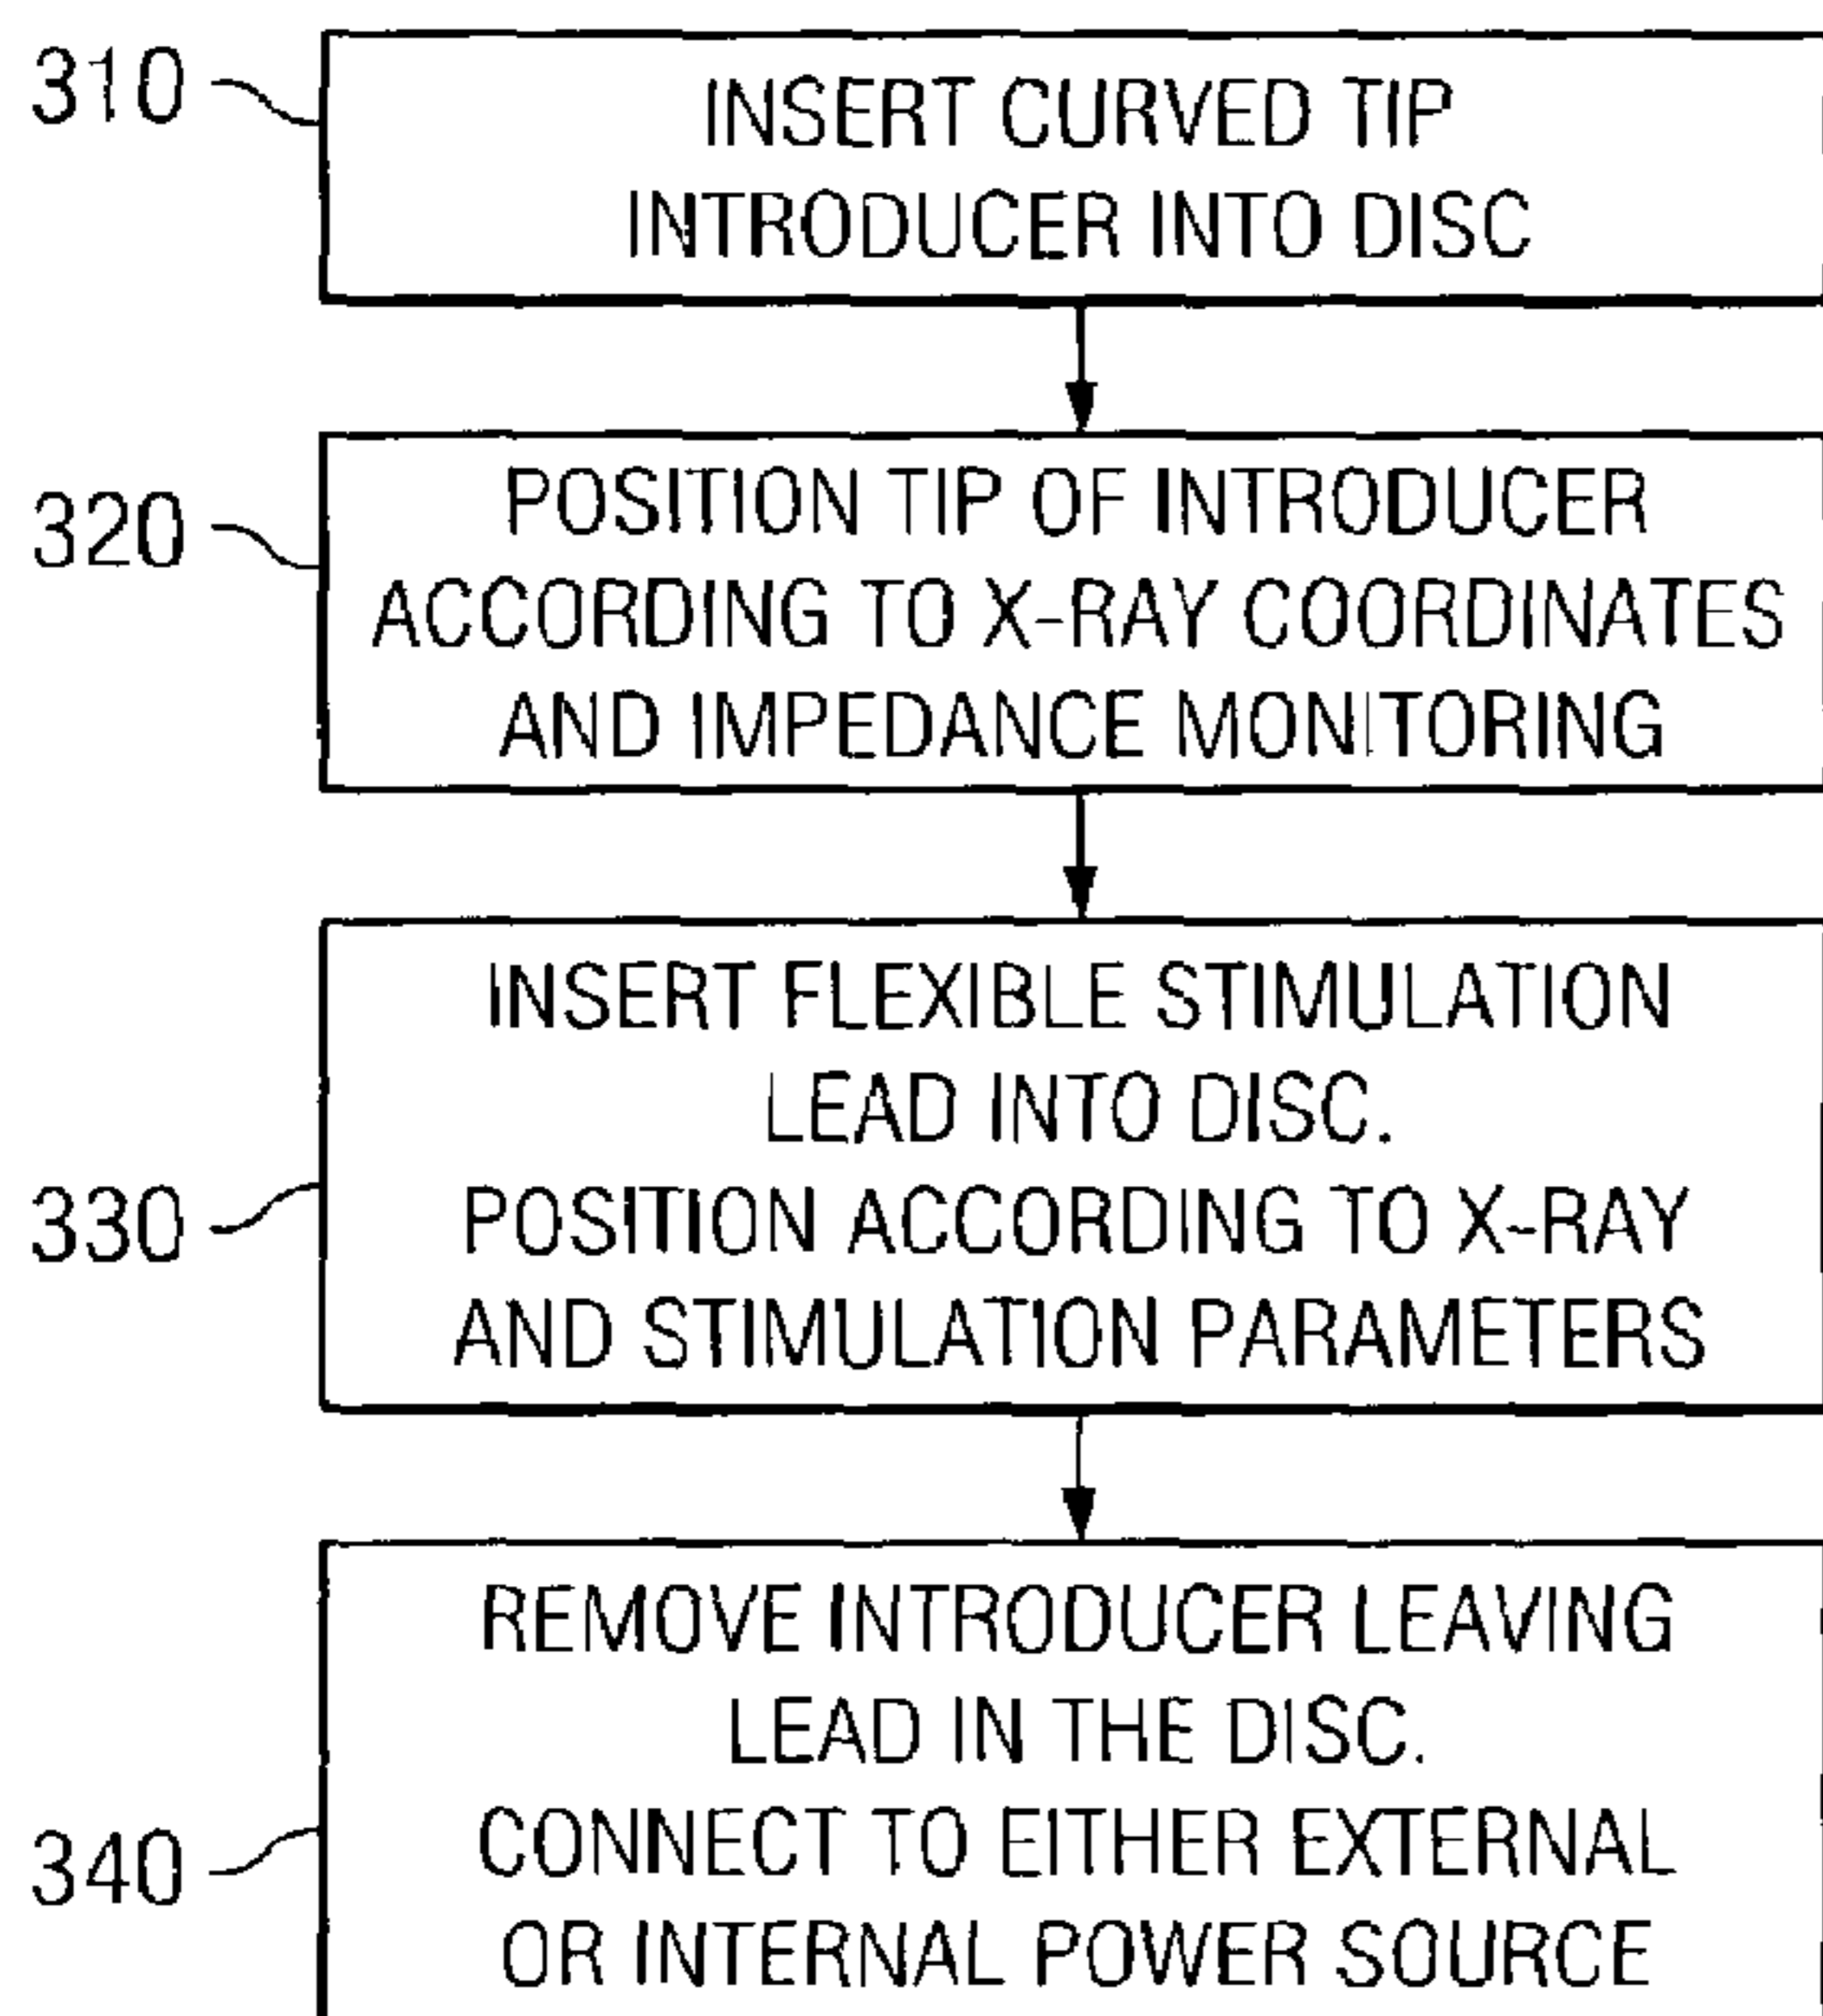 310
INSERT CURVED TIP
INTRODUCER INTO DISC
320
POSITION TIP OF INTRODUCER
ACCORDING TO X-RAY COORDINATES
AND IMPEDANCE MONITORING
330
INSERT FLEXIBLE STIMULATION
LEAD INTO DISC.
POSITION ACCORDING TO X-RAY
AND STIMULATION PARAMETERS
340
REMOVE INTRODUCER LEAVING
LEAD IN THE DISC.
CONNECT TO EITHER EXTERNAL
OR INTERNAL POWER SOURCE